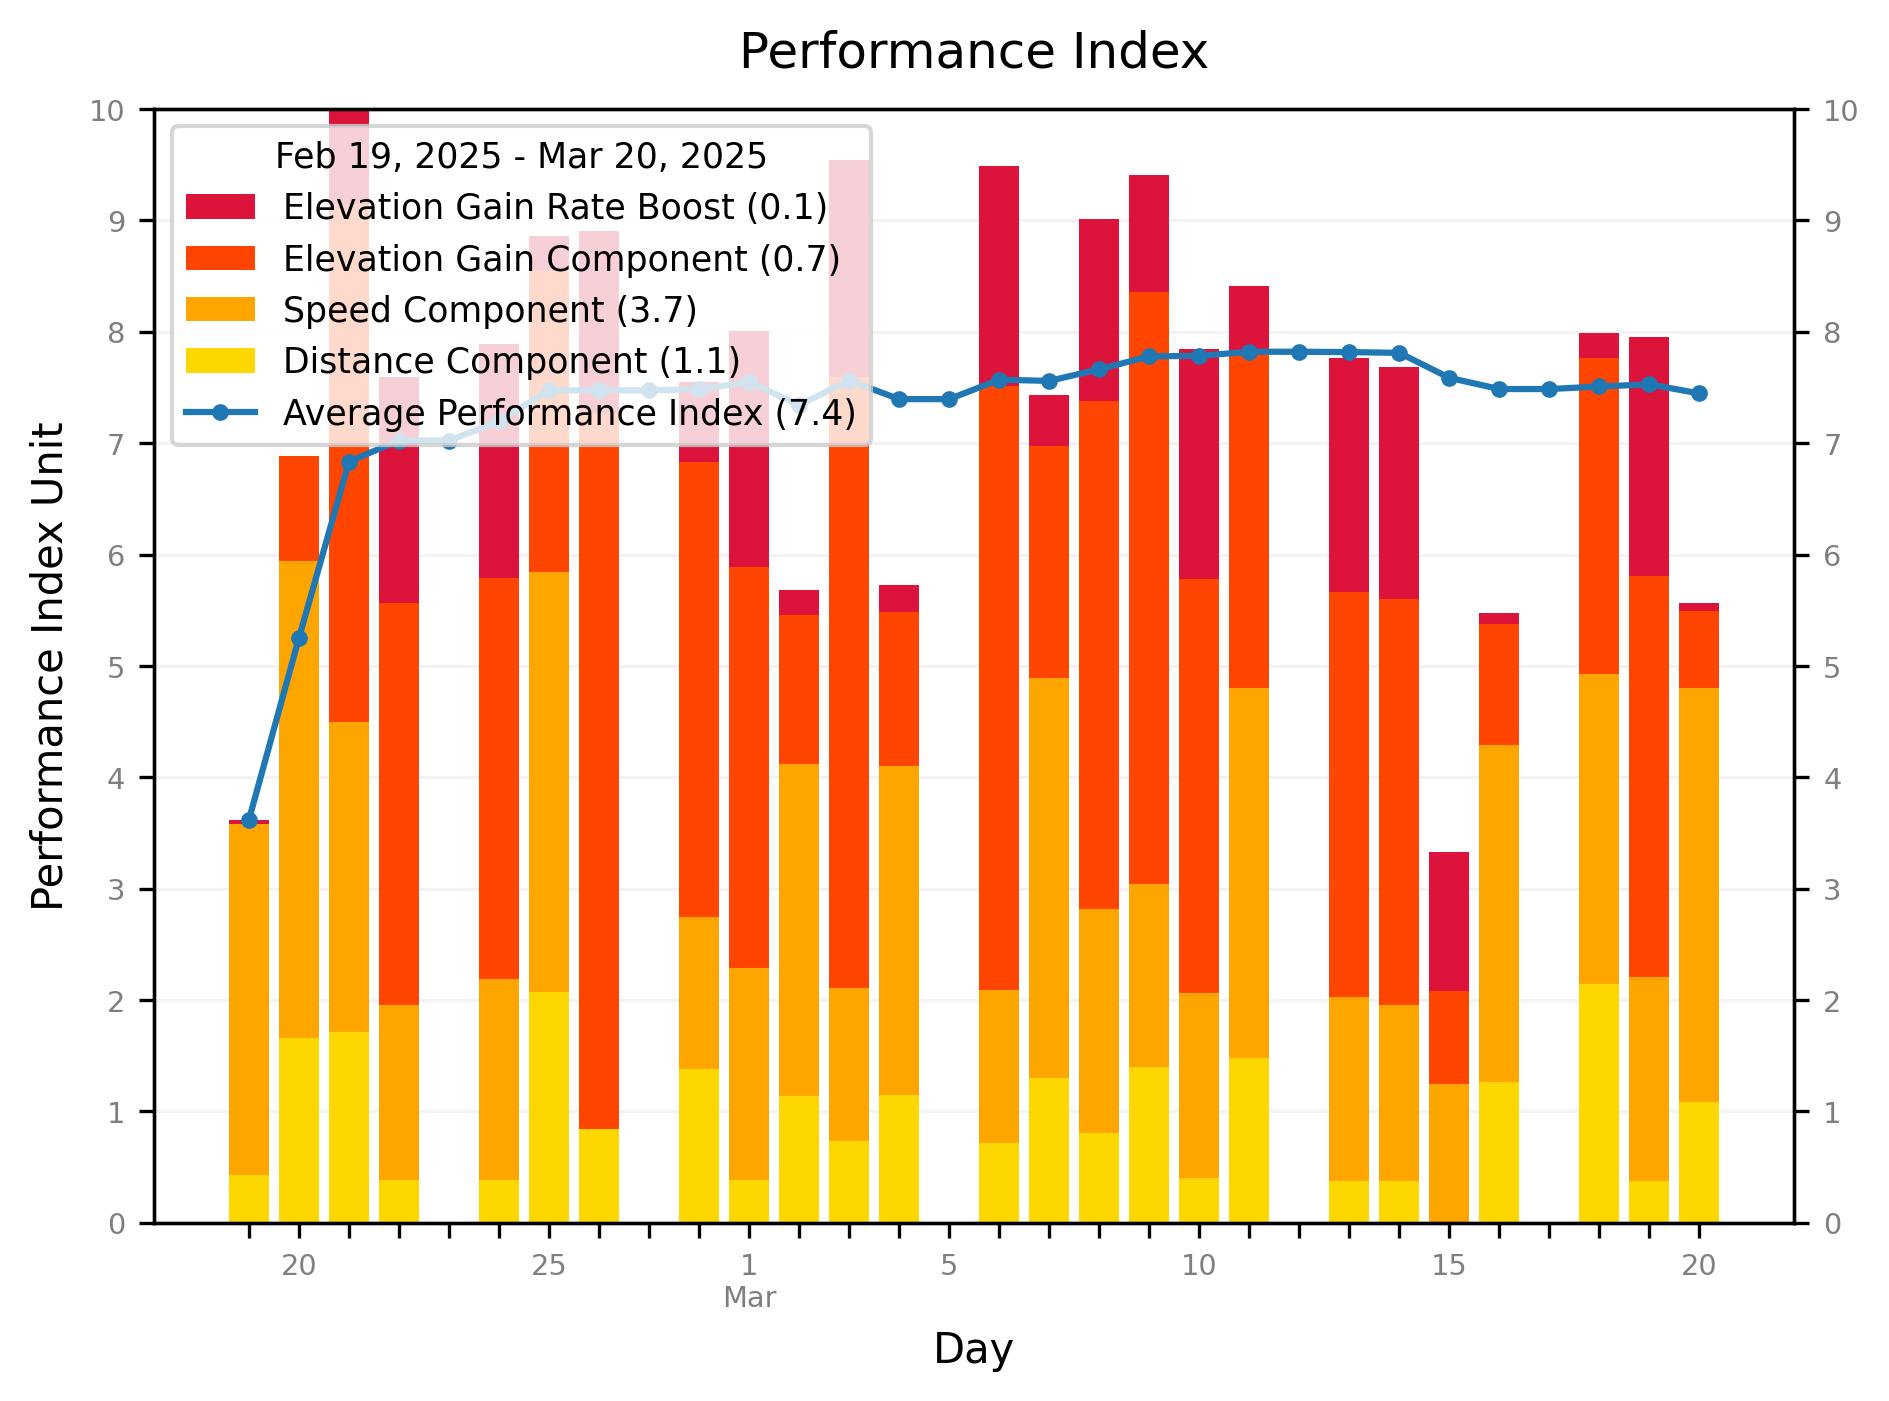 Performance Index
Feb 19, 2025 - Mar 20, 2025
Elevation Gain Rate Boost (0.1)
Elevation Gain Component (0.7)
Speed Component (3.7)
Distance Component (1.1)
Average Performance Index (7.4)
Performance Index Unit
10
9
8
7
6
5
4
3
2
1
0
10
9
8
7
6
5
4
3
2
1
0
20 25 1 5 10 15 20
Mar
Day